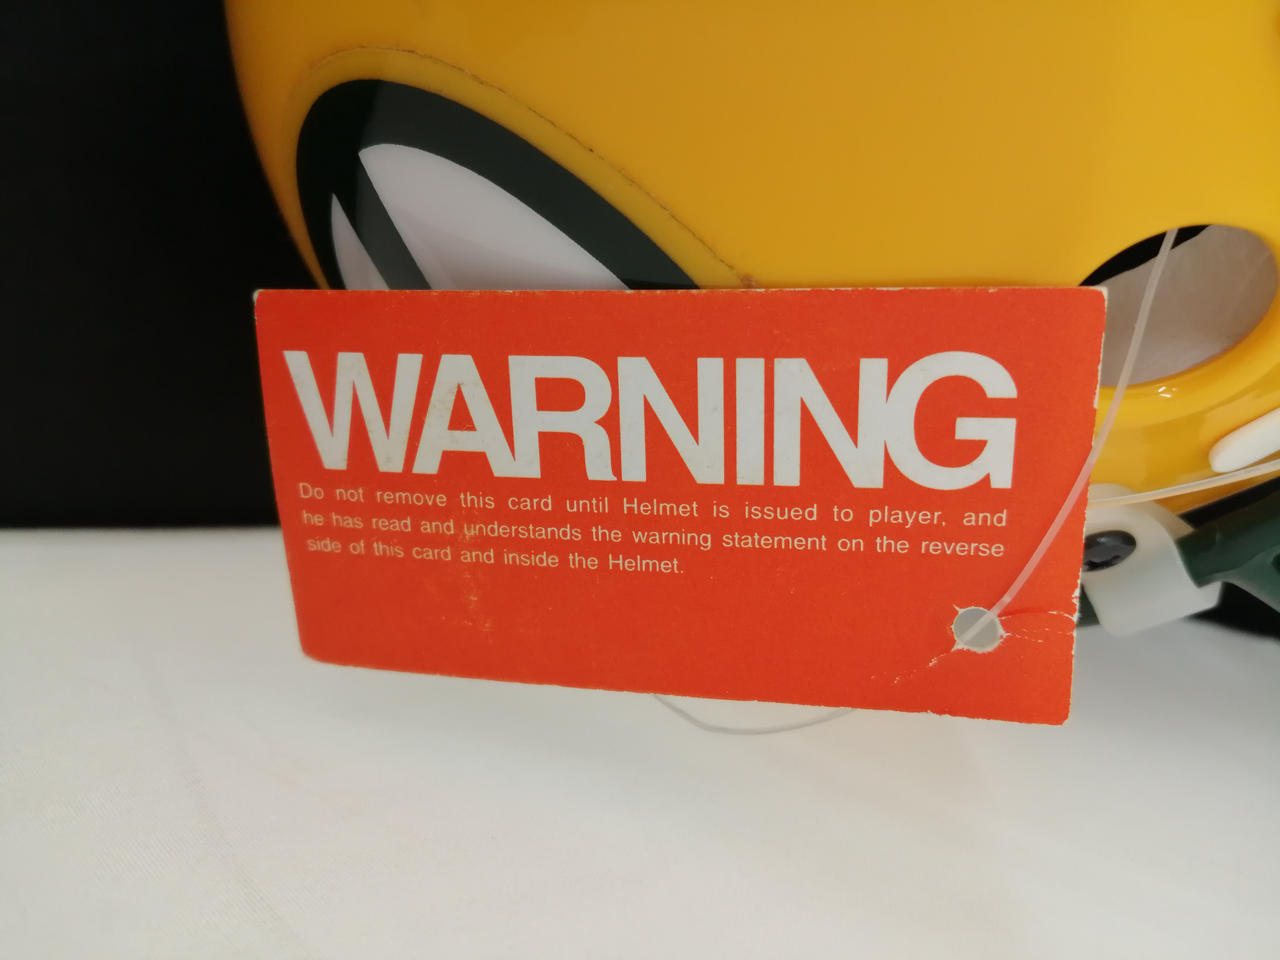 WARNING
Do not remove this card until Helmet is issued to player, and
he has read and understands the warning statement on the reverse
side of this card and inside the Helmet.